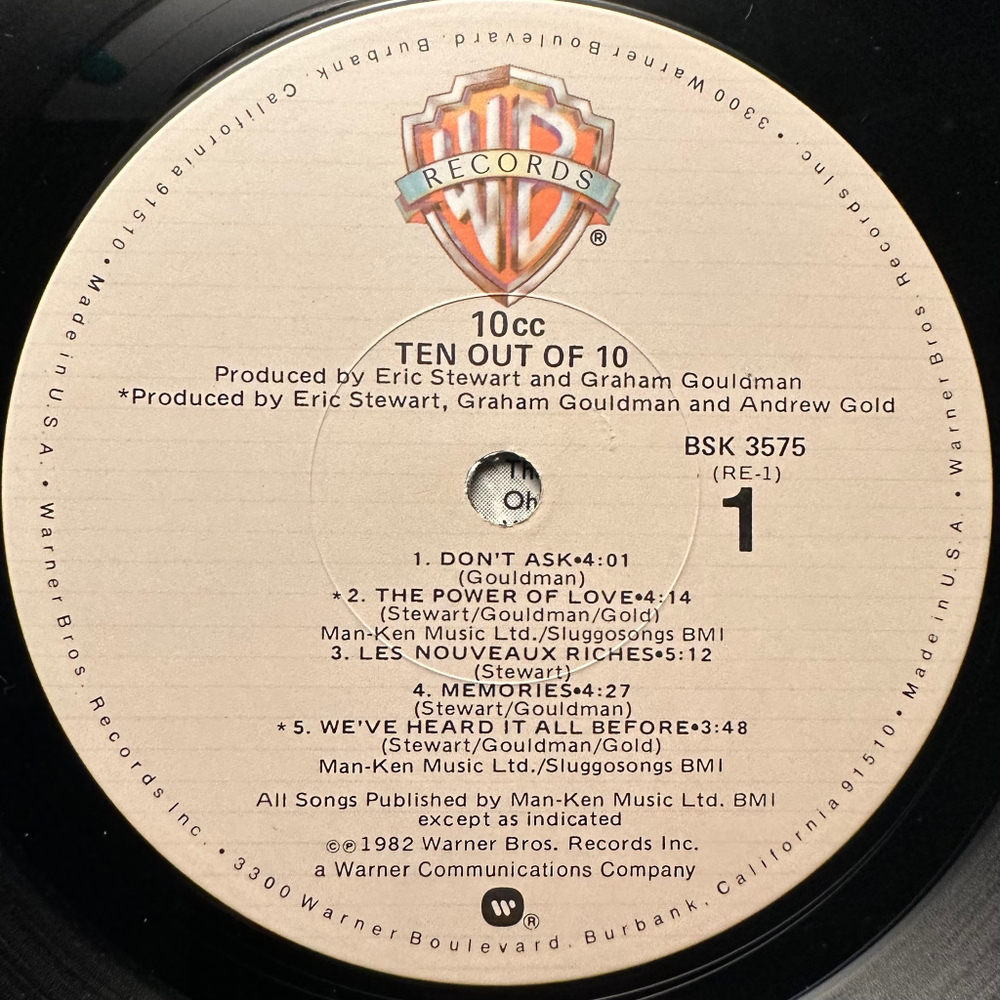 WB
RECORDS
®
10cc
TEN OUT OF 10
Produced by Eric Stewart and Graham Gouldman
*Produced by Eric Stewart, Graham Gouldman and Andrew Gold
BSK 3575
(RE-1)
1
Th
Oh
1. DON'T ASK•4:01
(Gouldman)
*2. THE POWER OF LOVE•4:14
(Stewart/Gouldman/Gold)
Man-Ken Music Ltd./Sluggosongs BMI
3. LES NOUVEAUX RICHES•5:12
(Stewart)
4. MEMORIES•4:27
(Stewart/Gouldman)
*5. WE'VE HEARD IT ALL BEFORE•3:48
(Stewart/Gouldman/Gold)
Man-Ken Music Ltd./Sluggosongs BMI
All Songs Published by Man-Ken Music Ltd. BMI
except as indicated
©℗1982 Warner Bros. Records Inc.
a Warner Communications Company
®
Made in U.S.A. • Warner Bros. Records Inc. • 3300 Warner Boulevard. Burbank, California 91510 • Made in U.S.A. • Warner Bros. Records Inc. • 3300 Warner Boulevard. Burbank, California 91510 •